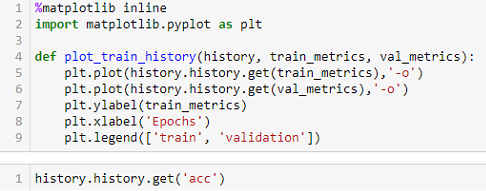 1 %matplotlib inline
2 import matplotlib.pyplot as plt
3
4 def plot_train_history(history, train_metrics, val_metrics):
5     plt.plot(history.history.get(train_metrics),'-o')
6     plt.plot(history.history.get(val_metrics),'-o')
7     plt.ylabel(train_metrics)
8     plt.xlabel('Epochs')
9     plt.legend(['train', 'validation'])
1 history.history.get('acc')